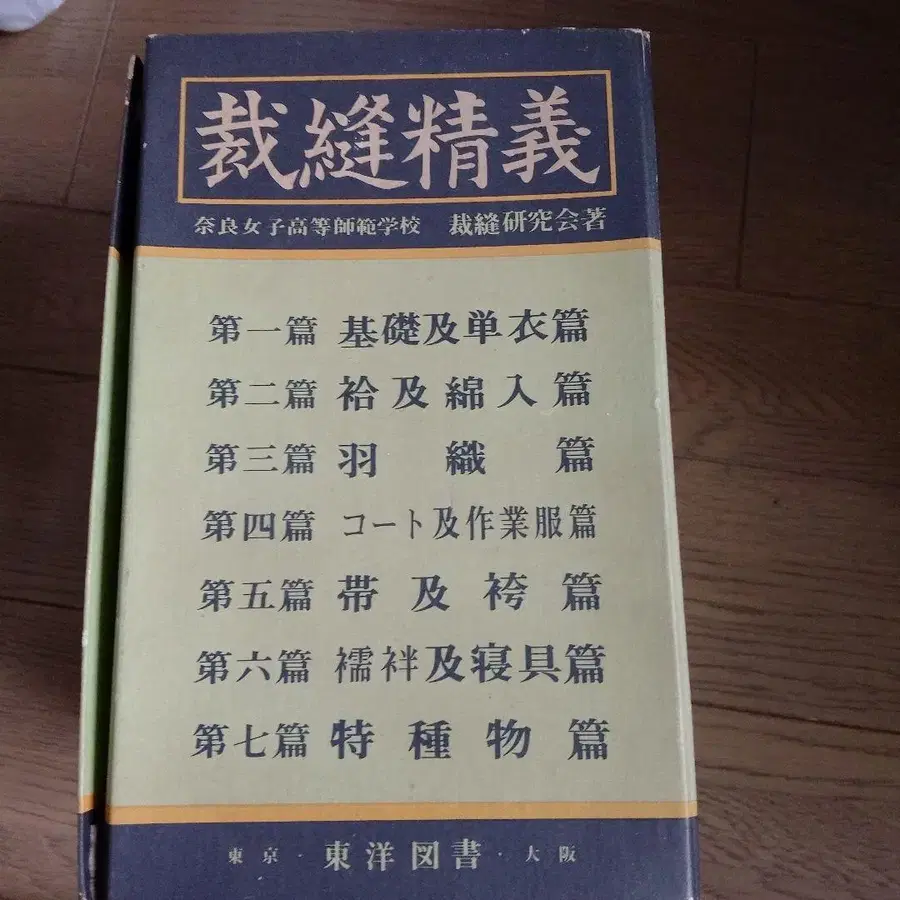 裁縫精義
奈良女子高等師範学校 裁縫研究会著
第一篇 基礎及単衣篇
第二篇 袷及綿入篇
第三篇 羽織篇
第四篇 コート及作業服篇
第五篇 帯及袴篇
第六篇 襦袢及寝具篇
第七篇 特種物篇
東京・東洋図書・大阪